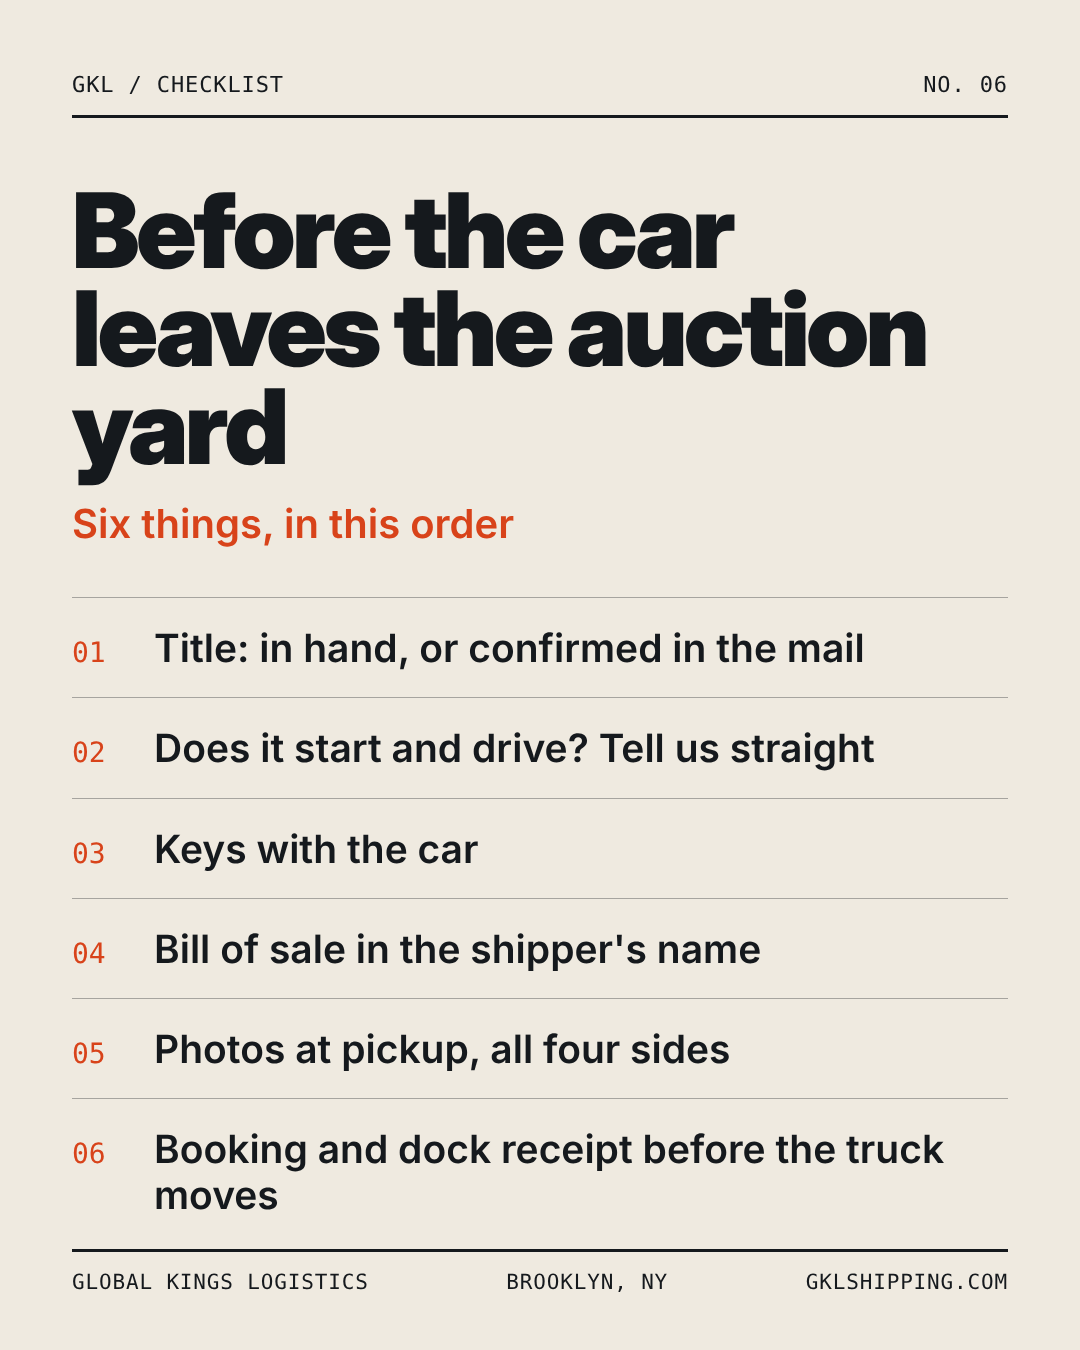 GKL / CHECKLIST
NO. 06
Before the car
leaves the auction
yard
Six things, in this order
01 Title: in hand, or confirmed in the mail
02 Does it start and drive? Tell us straight
03 Keys with the car
04 Bill of sale in the shipper's name
05 Photos at pickup, all four sides
06 Booking and dock receipt before the truck
moves
GLOBAL KINGS LOGISTICS
BROOKLYN, NY
GKLSHIPPING.COM